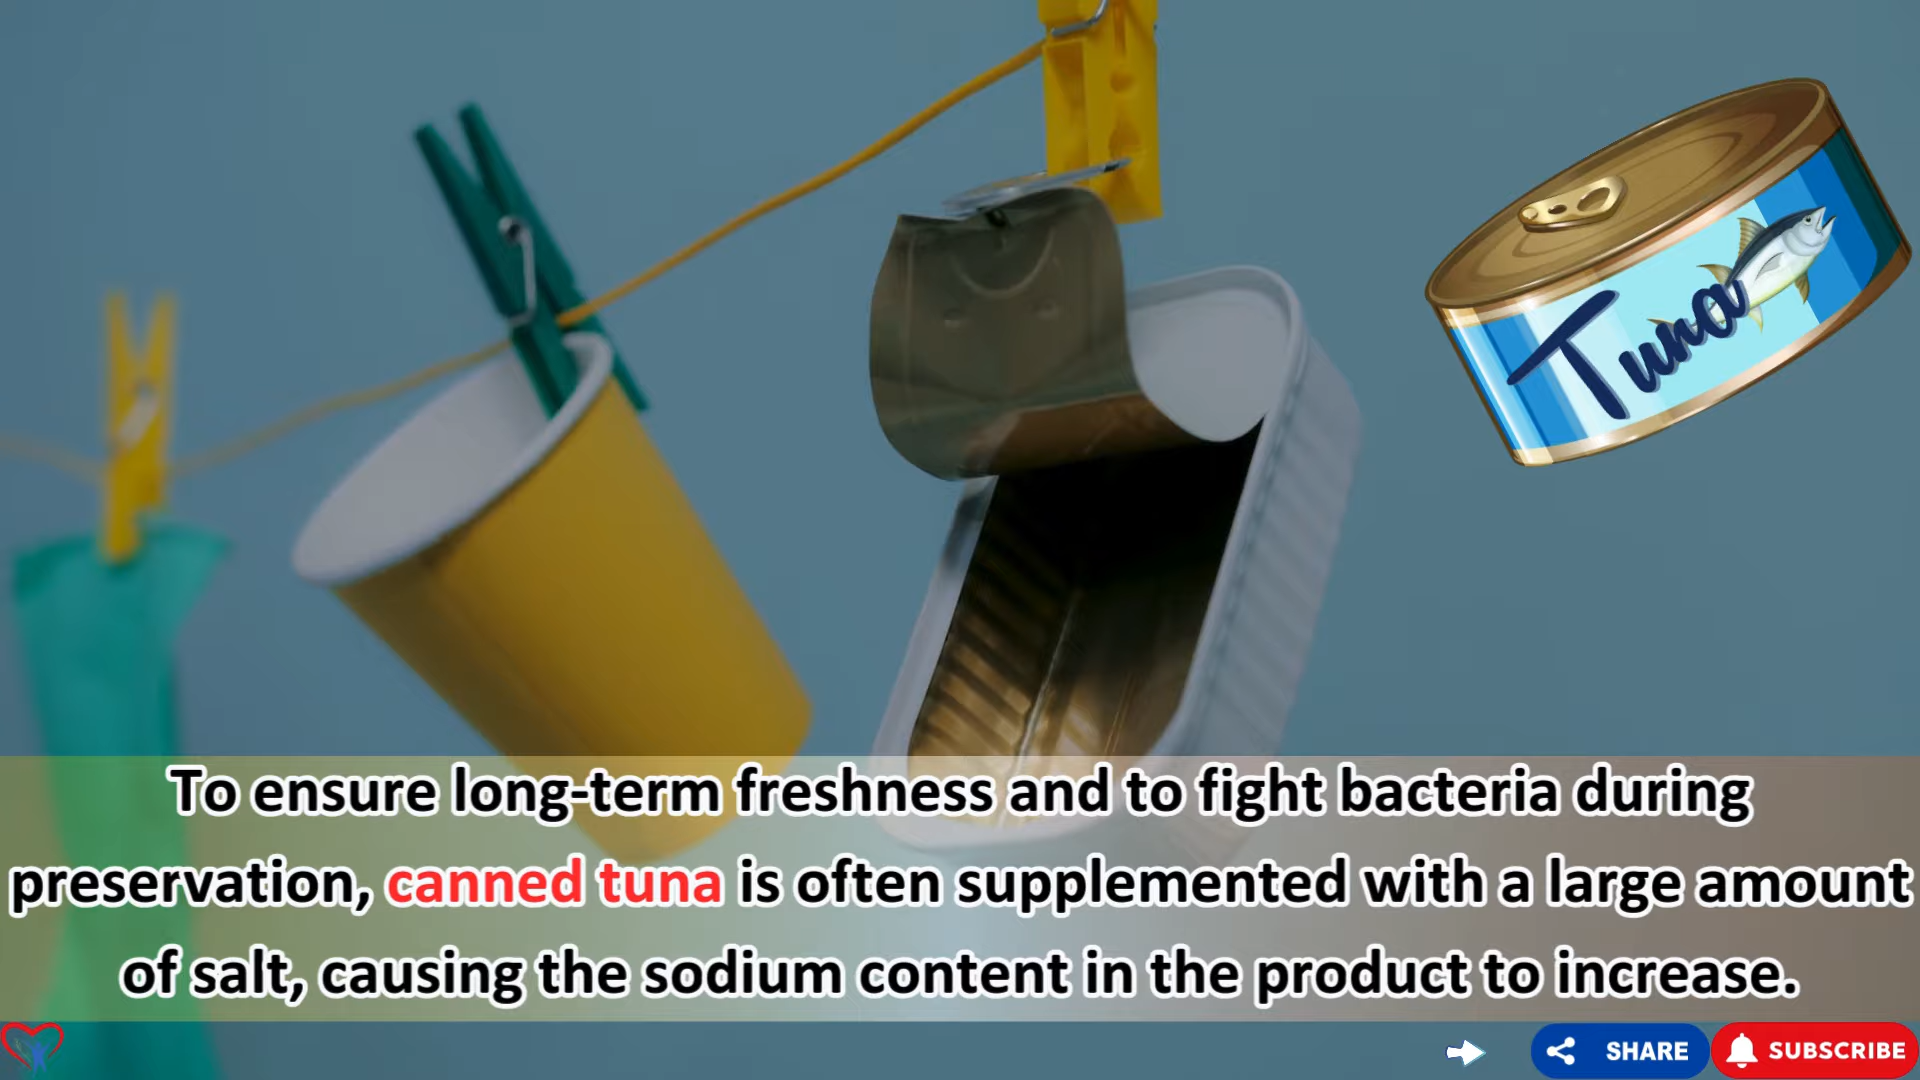 Tuna
To ensure long-term freshness and to fight bacteria during
preservation, canned tuna is often supplemented with a large amount
of salt, causing the sodium content in the product to increase.
SHARE
SUBSCRIBE